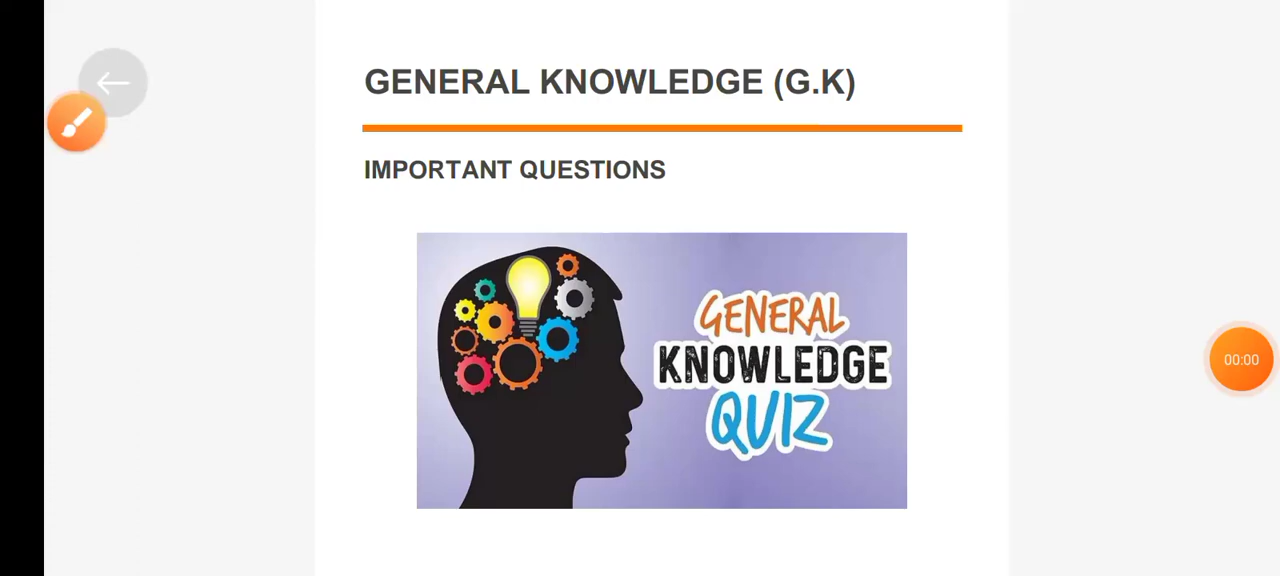 GENERAL KNOWLEDGE (G.K)
IMPORTANT QUESTIONS
GENERAL
KNOWLEDGE
QUIZ
00:00